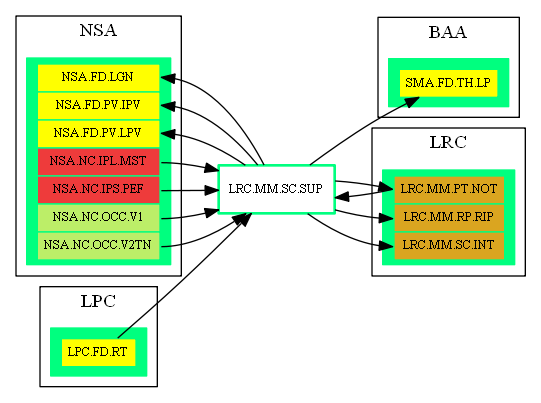 NSA
NSA.FD.LGN
NSA.FD.PV.IPV
NSA.FD.PV.LPV
NSA.NC.IPL.MST
NSA.NC.IPS.PEF
NSA.NC.OCC.V1
NSA.NC.OCC.V2TN
LPC
LPC.FD.RT
LRC.MM.SC.SUP
BAA
SMA.FD.TH.LP
LRC
LRC.MM.PT.NOT
LRC.MM.RP.RIP
LRC.MM.SC.INT